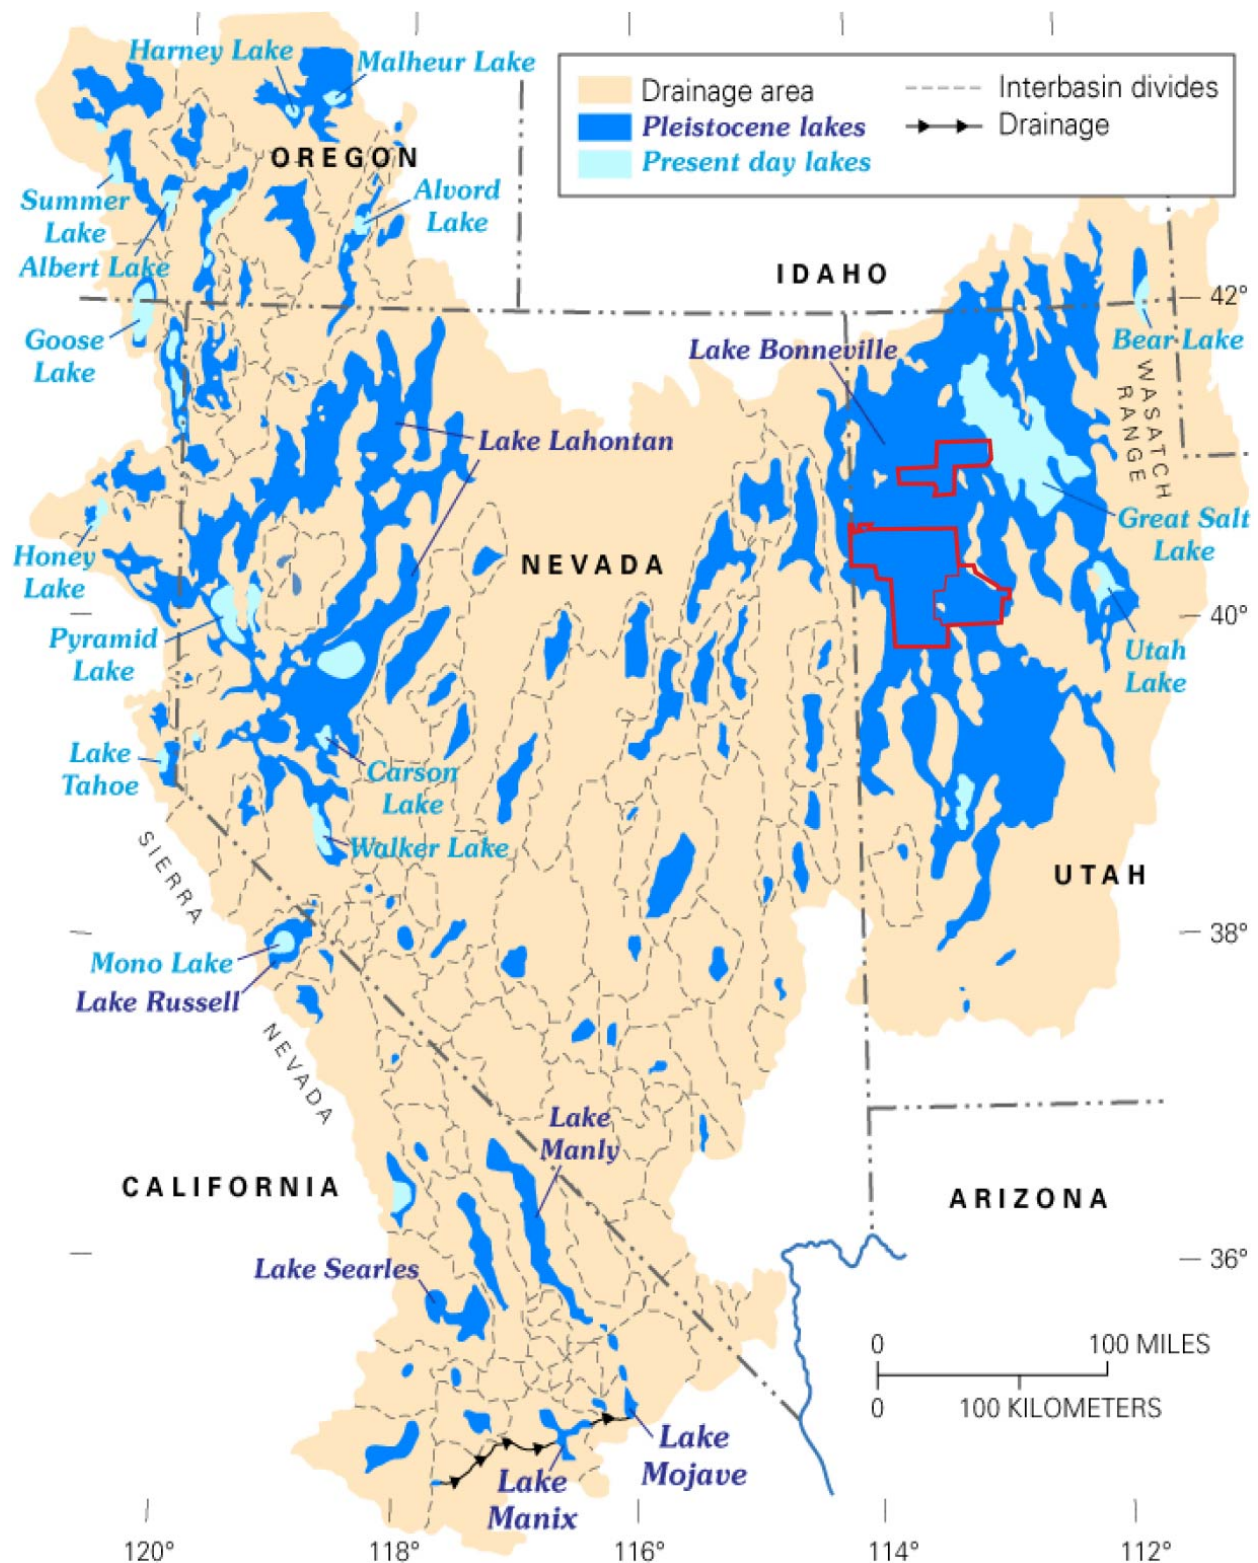 Harney Lake
Malheur Lake
Drainage area
Pleistocene lakes
Present day lakes
Interbasin divides
Drainage
OREGON
Summer
Lake
Alvord
Lake
Albert Lake
IDAHO
42°
Goose
Lake
Lake Bonneville
Bear Lake
WASATCH
RANGE
Lake Lahontan
Great Salt
Lake
Honey
Lake
NEVADA
40°
Pyramid
Lake
Utah
Lake
Lake
Tahoe
Carson
Lake
Walker Lake
SIERRA
UTAH
38°
Mono Lake
Lake Russell
NEVADA
Lake
Manly
CALIFORNIA
ARIZONA
Lake Searles
36°
0 100 MILES
0 100 KILOMETERS
Lake
Mojave
Lake
Manix
120° 118° 116° 114° 112°